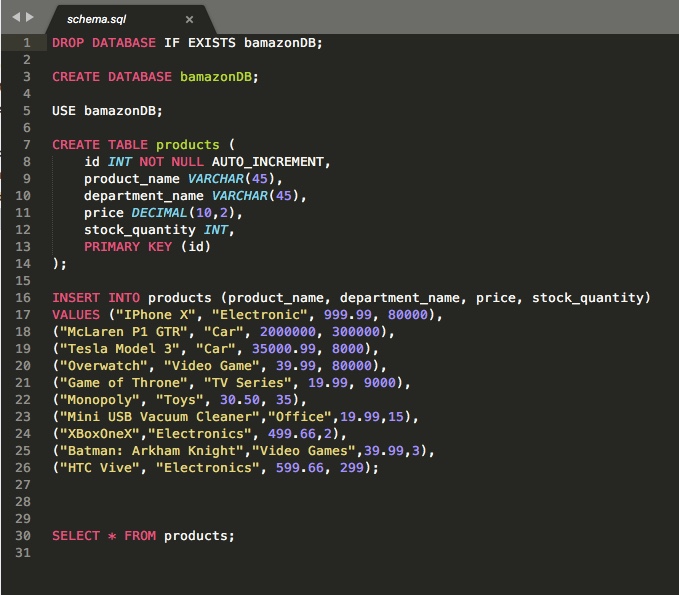 schema.sql ×
1 DROP DATABASE IF EXISTS bamazonDB;
2
3 CREATE DATABASE bamazonDB;
4
5 USE bamazonDB;
6
7 CREATE TABLE products (
8 id INT NOT NULL AUTO_INCREMENT,
9 product_name VARCHAR(45),
10 department_name VARCHAR(45),
11 price DECIMAL(10,2),
12 stock_quantity INT,
13 PRIMARY KEY (id)
14 );
15
16 INSERT INTO products (product_name, department_name, price, stock_quantity)
17 VALUES ("IPhone X", "Electronic", 999.99, 80000),
18 ("McLaren P1 GTR", "Car", 2000000, 300000),
19 ("Tesla Model 3", "Car", 35000.99, 8000),
20 ("Overwatch", "Video Game", 39.99, 80000),
21 ("Game of Throne", "TV Series", 19.99, 9000),
22 ("Monopoly", "Toys", 30.50, 35),
23 ("Mini USB Vacuum Cleaner","Office",19.99,15),
24 ("XBoxOneX","Electronics", 499.66,2),
25 ("Batman: Arkham Knight","Video Games",39.99,3),
26 ("HTC Vive", "Electronics", 599.66, 299);
27
28
29
30 SELECT * FROM products;
31